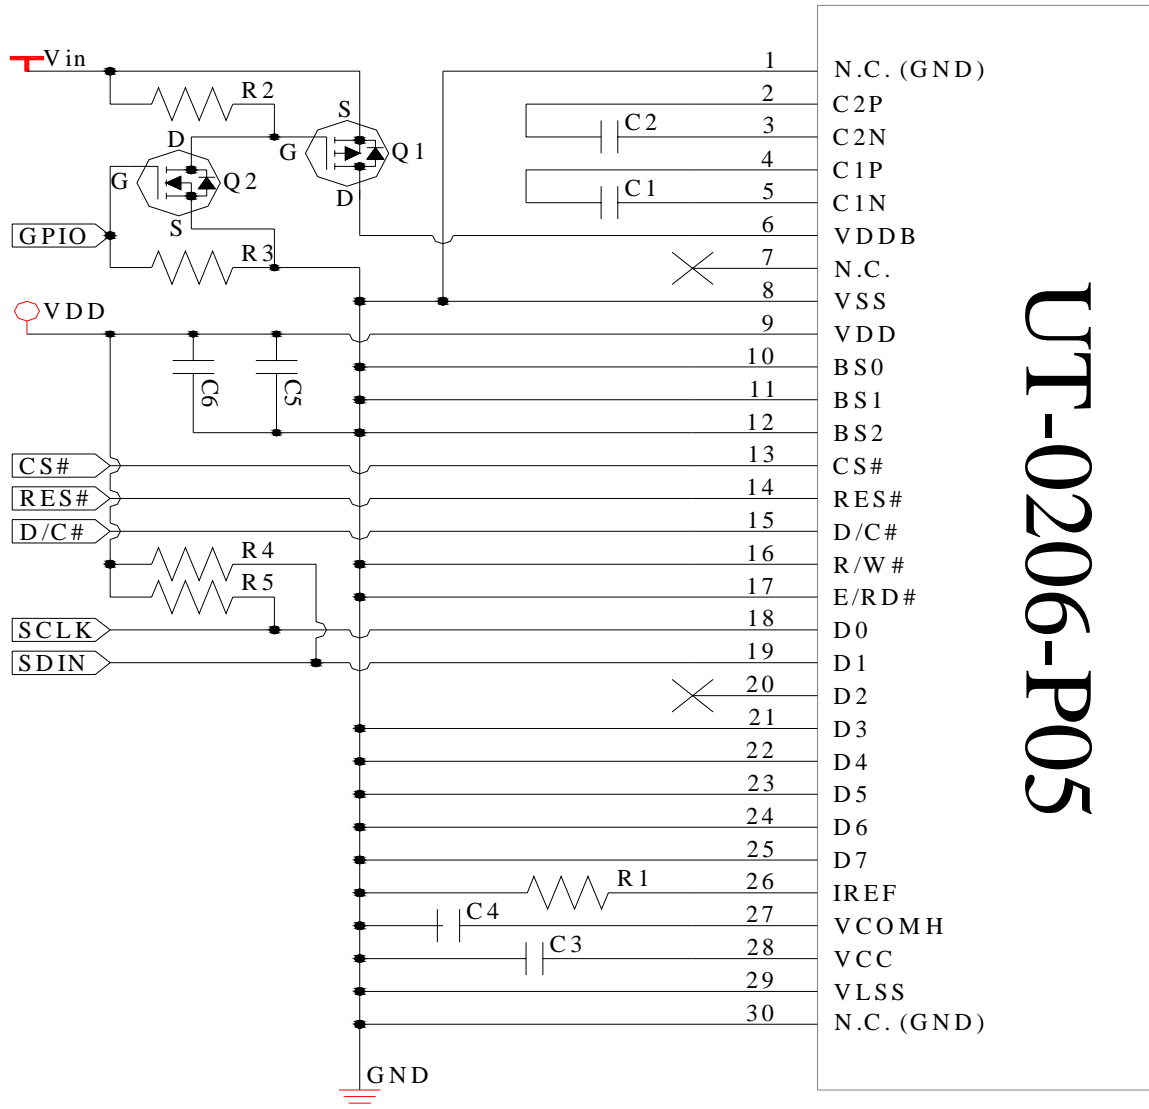 Vin
R2
S
D
G
Q1
G
Q2
D
S
GPIO
R3
VDD
C6
C5
CS#
RES#
D/C#
R4
R5
SCLK
SDIN
C2
C1
R1
C4
C3
GND
1 N.C. (GND)
2 C2P
3 C2N
4 C1P
5 C1N
6 VDDB
7 N.C.
8 VSS
9 VDD
10 BS0
11 BS1
12 BS2
13 CS#
14 RES#
15 D/C#
16 R/W#
17 E/RD#
18 D0
19 D1
20 D2
21 D3
22 D4
23 D5
24 D6
25 D7
26 IREF
27 VCOMH
28 VCC
29 VLSS
30 N.C. (GND)
UT-0206-P05